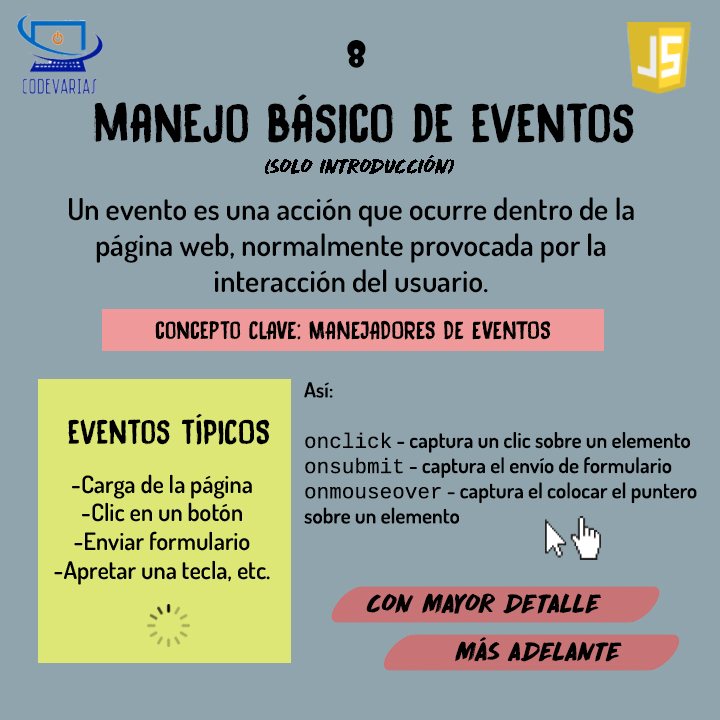 CODEVARIAS
8
JS
MANEJO BÁSICO DE EVENTOS
(SOLO INTRODUCCIÓN)
Un evento es una acción que ocurre dentro de la
página web, normalmente provocada por la
interacción del usuario.
CONCEPTO CLAVE: MANEJADORES DE EVENTOS
EVENTOS TÍPICOS
-Carga de la página
-Clic en un botón
-Enviar formulario
-Apretar una tecla, etc.
Así:
onclick - captura un clic sobre un elemento
onsubmit - captura el envío de formulario
onmouseover - captura el colocar el puntero
sobre un elemento
CON MAYOR DETALLE
MÁS ADELANTE